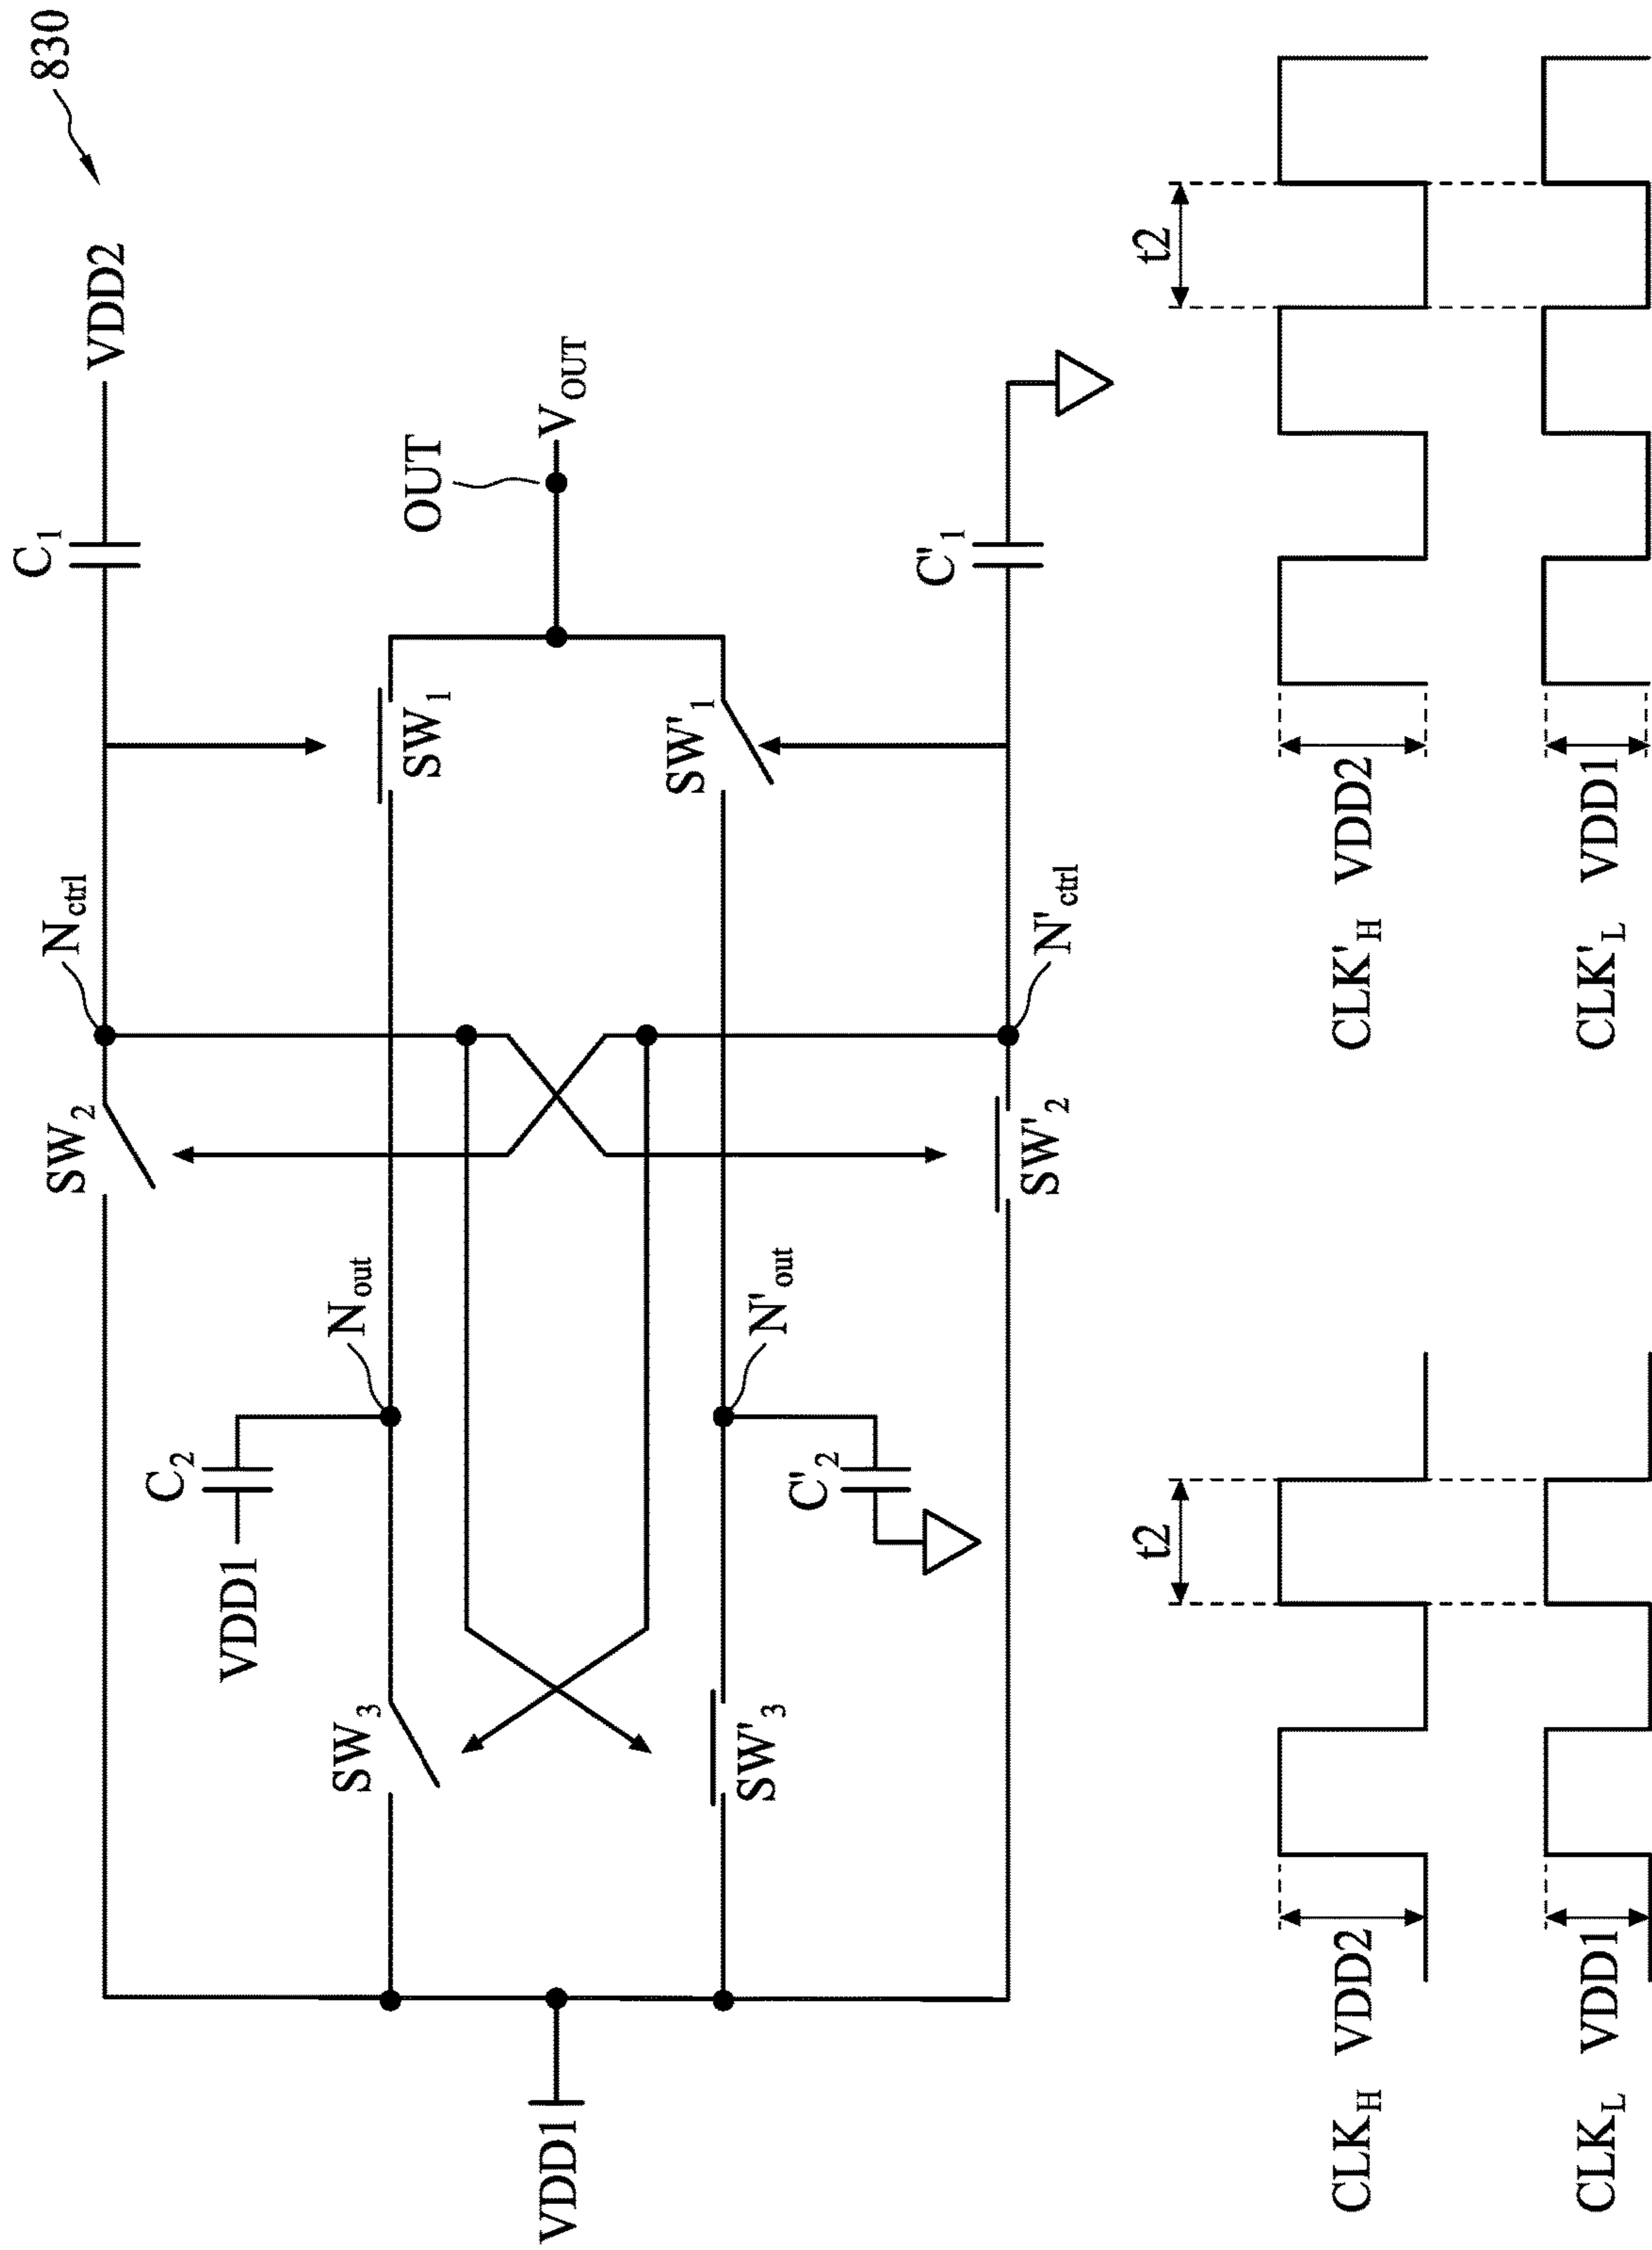 830
VDD2
C1
Nctrl
SW2
OUT
VOUT
SW1
SW'1
C'1
N'ctrl
SW'2
Nout
N'out
C2
VDD1
C'2
SW3
SW'3
VDD1
t2
CLKH VDD2
CLKL VDD1
t2
CLK'H VDD2
CLK'L VDD1